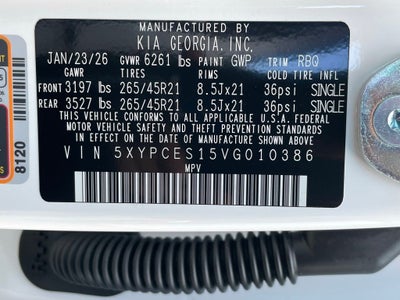 MANUFACTURED BY
KIA GEORGIA, INC.
JAN/23/26 GVWR 6261 lbs PAINT GWP TRIM RBQ
GAWR TIRES RIMS COLD TIRE INFL
FRONT 3197 lbs 265/45R21 8.5Jx21 36psi SINGLE
REAR 3527 lbs 265/45R21 8.5Jx21 36psi SINGLE
THIS VEHICLE CONFORMS TO ALL APPLICABLE U.S.A. FEDERAL
MOTOR VEHICLE SAFETY AND THEFT PREVENTION STANDARDS
IN EFFECT ON THE DATE OF MANUFACTURE SHOWN ABOVE.
VIN 5XYPCES15VG010386
MPV
8120